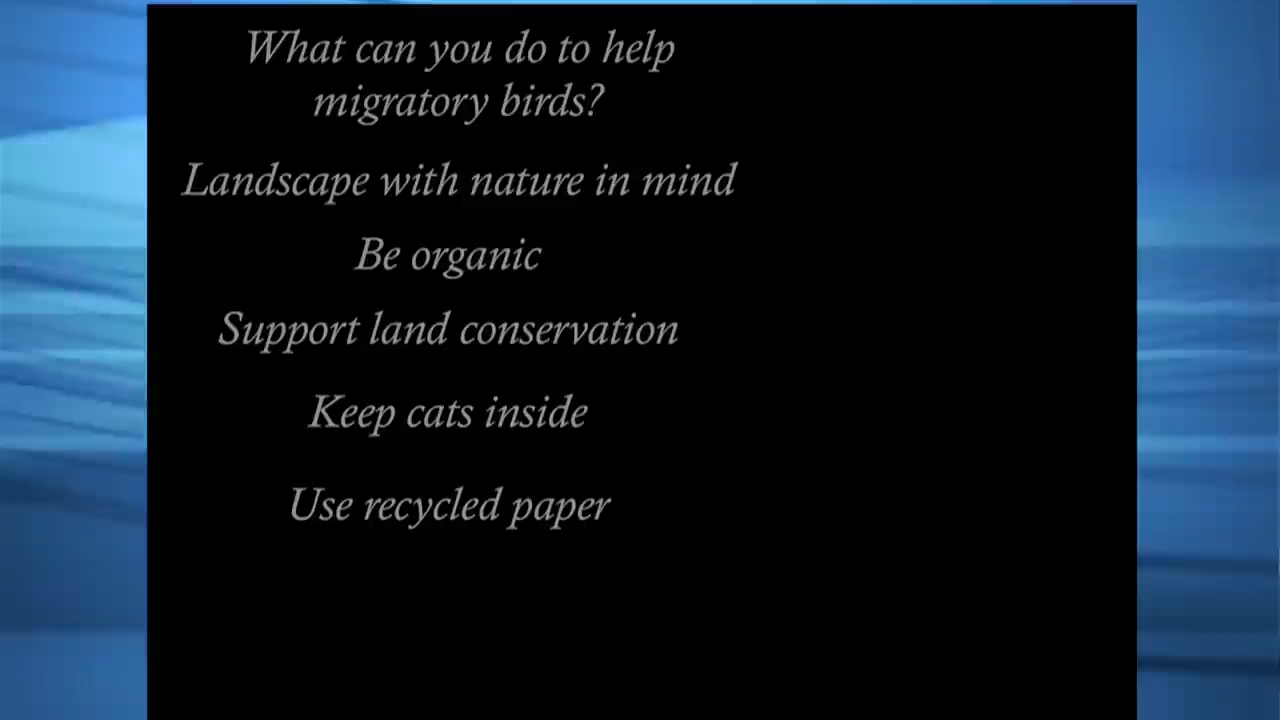 What can you do to help
migratory birds?
Landscape with nature in mind
Be organic
Support land conservation
Keep cats inside
Use recycled paper